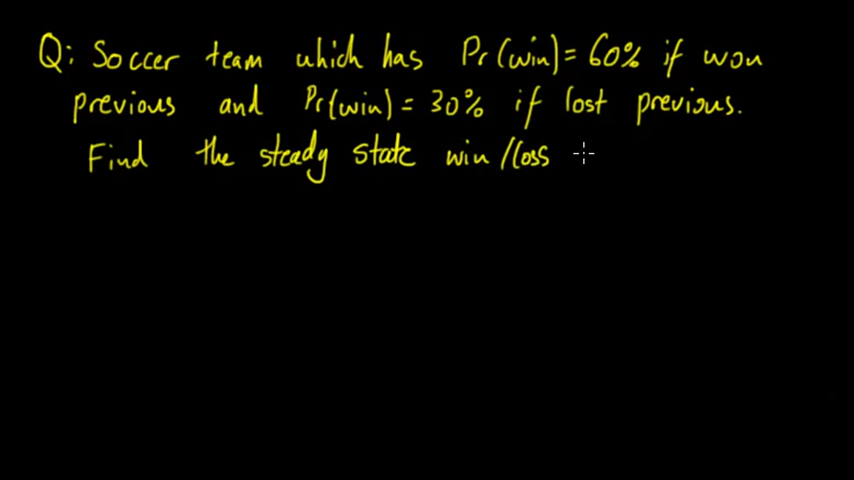 Q: Soccer team which has Pr(win)= 60% if won
previous and Pr(win)= 30% if lost previous.
Find the steady state win/loss